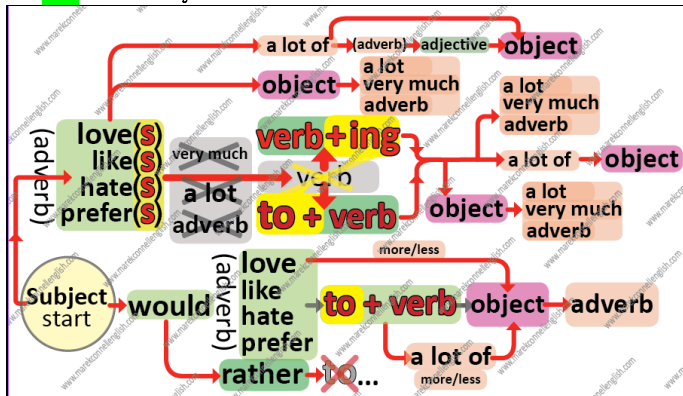 a lot of (adverb) adjective object
object a lot
very much
adverb
(adverb)
love(s)
like(s)
hate(s)
prefer(s)
very much
a lot
adverb
verb+ing
verb
to + verb
a lot
very much
adverb
a lot of object
object a lot
very much
adverb
Subject
start
would
(adverb)
love
like
hate
prefer
more/less
to + verb object adverb
a lot of
more/less
rather to...
www.marekconnellenglish.com